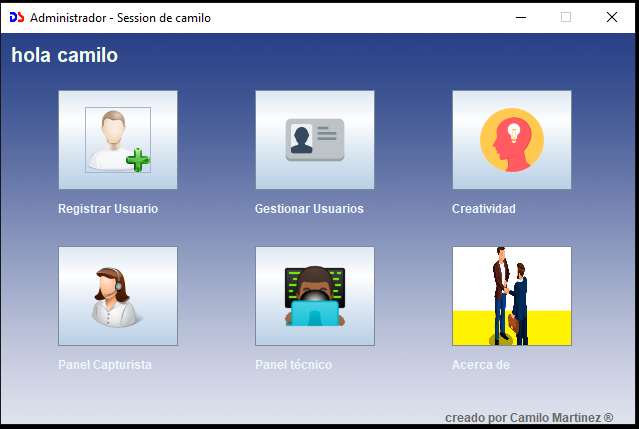 DS Administrador - Session de camilo
hola camilo
Registrar Usuario
Gestionar Usuarios
Creatividad
Panel Capturista
Panel técnico
Acerca de
creado por Camilo Martinez ®